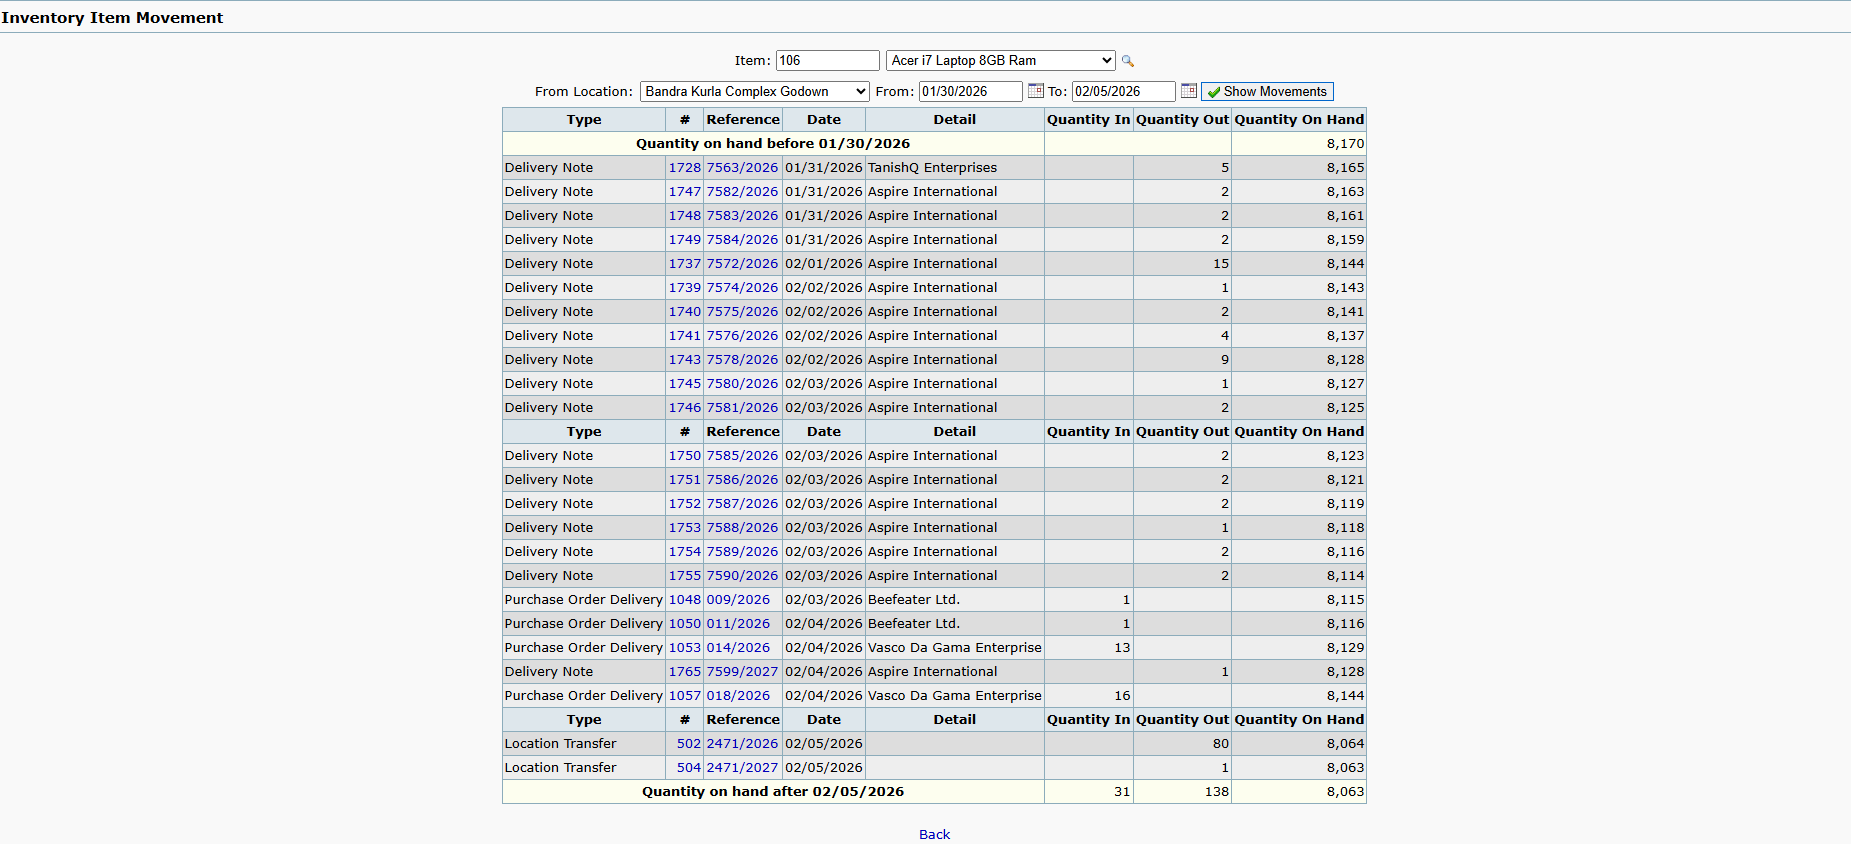 Inventory Item Movement
Item: 106 Acer i7 Laptop 8GB Ram
From Location: Bandra Kurla Complex Godown From: 01/30/2026 To: 02/05/2026 Show Movements
Type # Reference Date Detail Quantity In Quantity Out Quantity On Hand
Quantity on hand before 01/30/2026 8,170
Delivery Note 1728 7563/2026 01/31/2026 TanishQ Enterprises 5 8,165
Delivery Note 1747 7582/2026 01/31/2026 Aspire International 2 8,163
Delivery Note 1748 7583/2026 01/31/2026 Aspire International 2 8,161
Delivery Note 1749 7584/2026 01/31/2026 Aspire International 2 8,159
Delivery Note 1737 7572/2026 02/01/2026 Aspire International 15 8,144
Delivery Note 1739 7574/2026 02/02/2026 Aspire International 1 8,143
Delivery Note 1740 7575/2026 02/02/2026 Aspire International 2 8,141
Delivery Note 1741 7576/2026 02/02/2026 Aspire International 4 8,137
Delivery Note 1743 7578/2026 02/02/2026 Aspire International 9 8,128
Delivery Note 1745 7580/2026 02/03/2026 Aspire International 1 8,127
Delivery Note 1746 7581/2026 02/03/2026 Aspire International 2 8,125
Type # Reference Date Detail Quantity In Quantity Out Quantity On Hand
Delivery Note 1750 7585/2026 02/03/2026 Aspire International 2 8,123
Delivery Note 1751 7586/2026 02/03/2026 Aspire International 2 8,121
Delivery Note 1752 7587/2026 02/03/2026 Aspire International 2 8,119
Delivery Note 1753 7588/2026 02/03/2026 Aspire International 1 8,118
Delivery Note 1754 7589/2026 02/03/2026 Aspire International 2 8,116
Delivery Note 1755 7590/2026 02/03/2026 Aspire International 2 8,114
Purchase Order Delivery 1048 009/2026 02/03/2026 Beefeater Ltd. 1 8,115
Purchase Order Delivery 1050 011/2026 02/04/2026 Beefeater Ltd. 1 8,116
Purchase Order Delivery 1053 014/2026 02/04/2026 Vasco Da Gama Enterprise 13 8,129
Delivery Note 1765 7599/2027 02/04/2026 Aspire International 1 8,128
Purchase Order Delivery 1057 018/2026 02/04/2026 Vasco Da Gama Enterprise 16 8,144
Type # Reference Date Detail Quantity In Quantity Out Quantity On Hand
Location Transfer 502 2471/2026 02/05/2026 80 8,064
Location Transfer 504 2471/2027 02/05/2026 1 8,063
Quantity on hand after 02/05/2026 31 138 8,063
Back